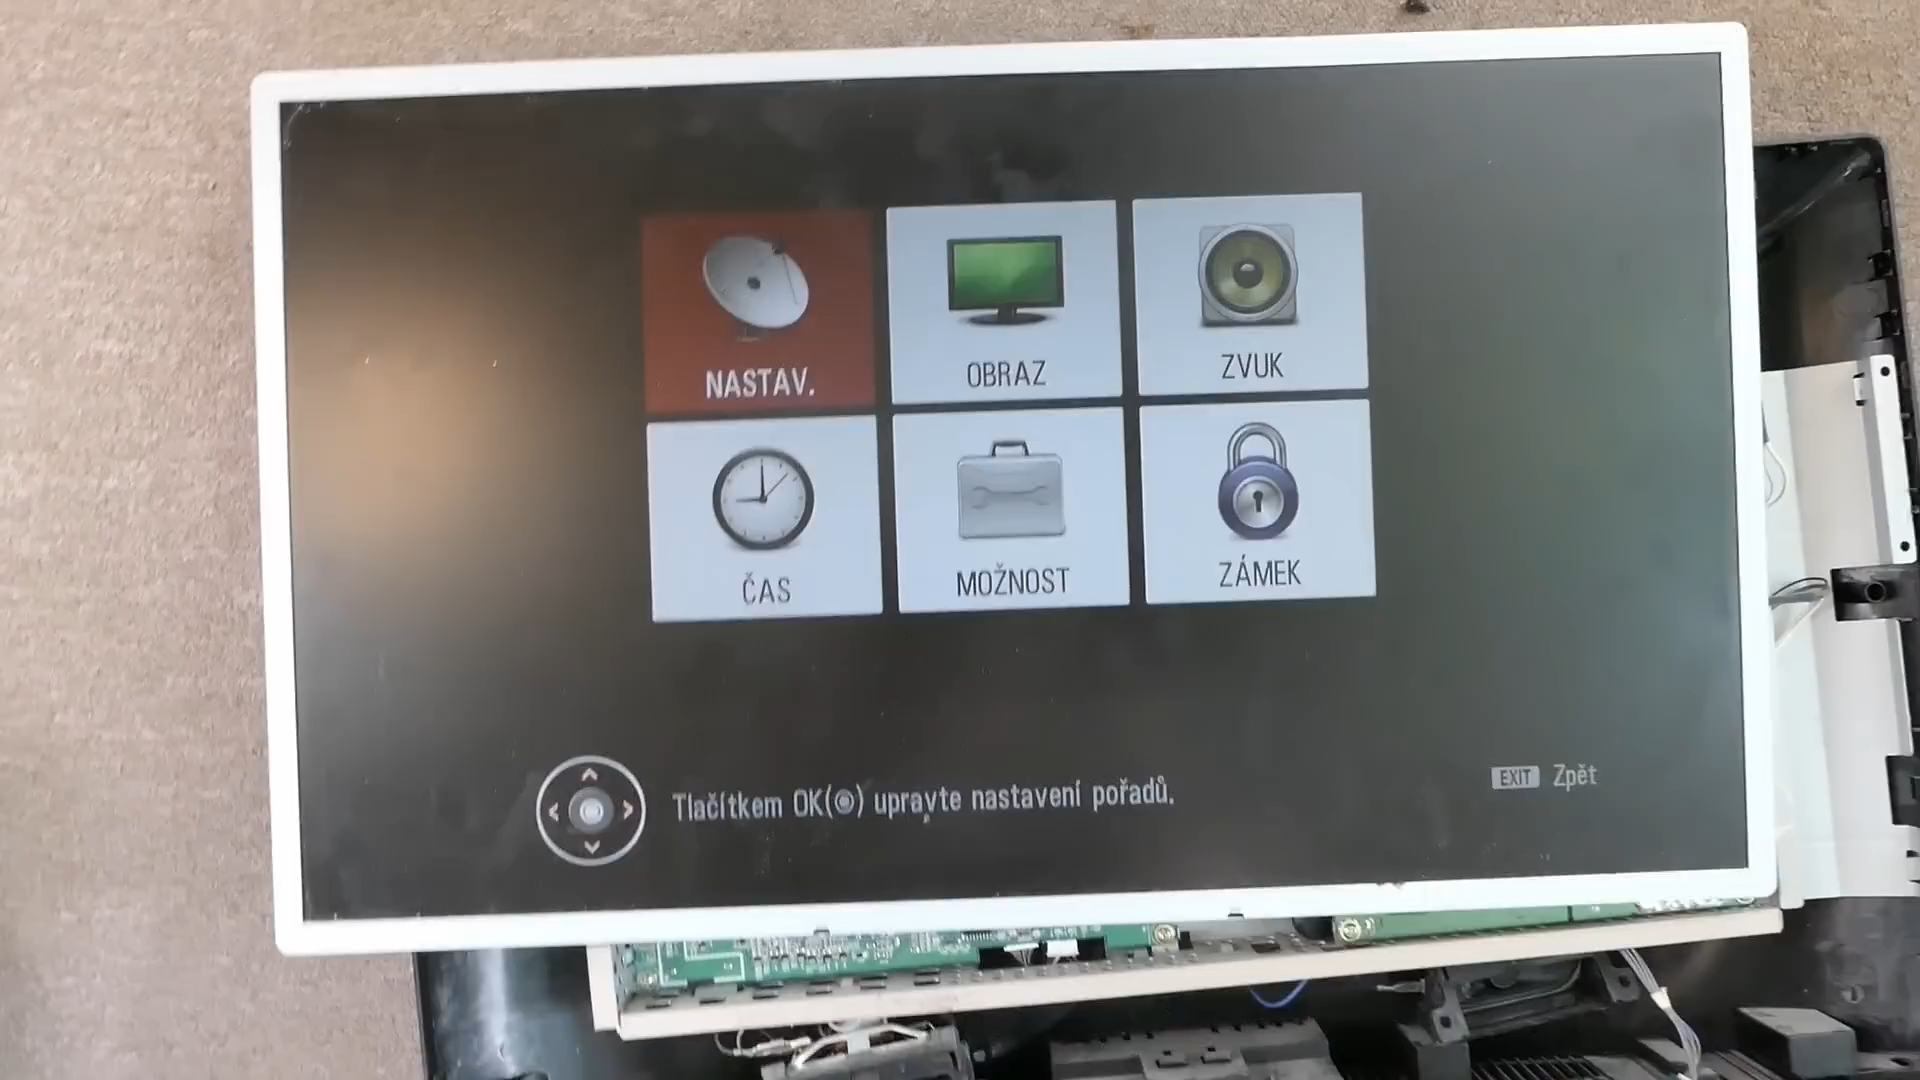 NASTAV.
OBRAZ
ZVUK
ČAS
MOŽNOST
ZÁMEK
Tlačítkem OK(◉) upravte nastavení pořadů.
EXIT Zpět